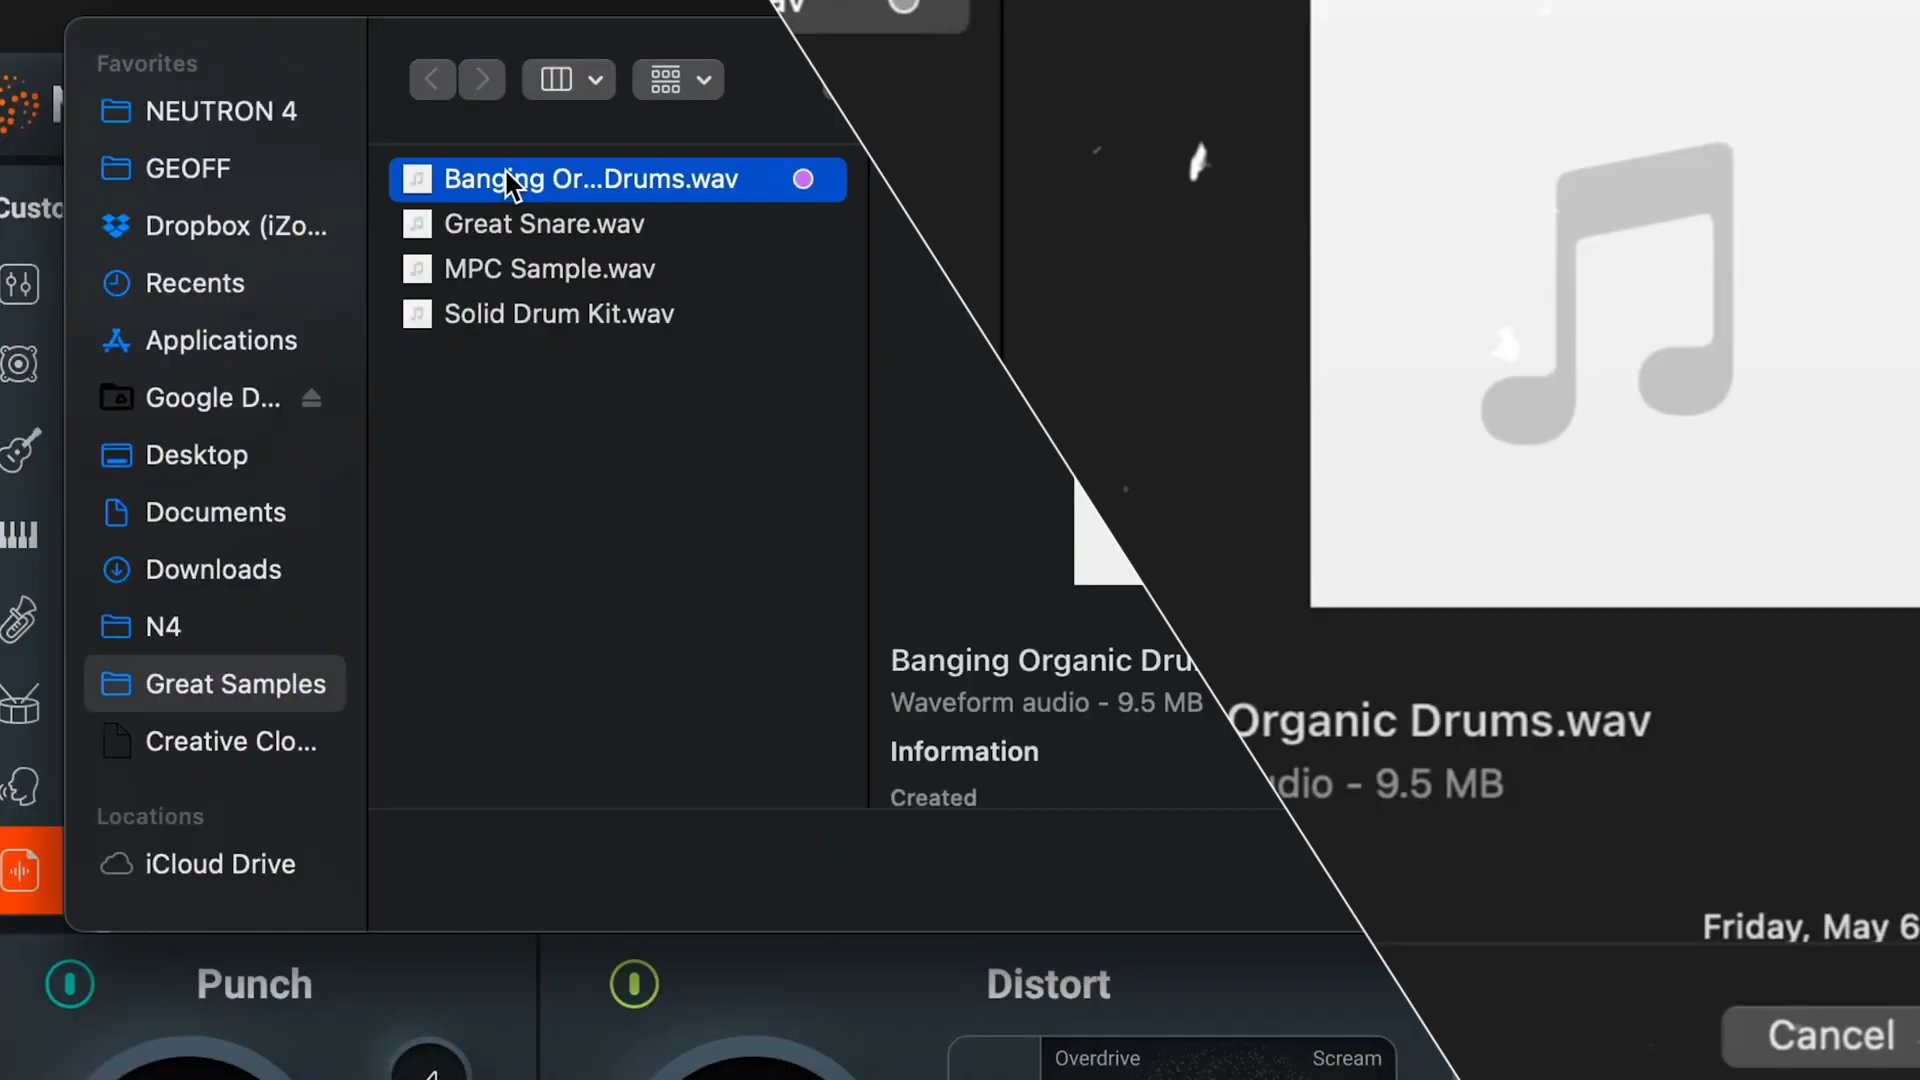 Favorites
NEUTRON 4
GEOFF
Dropbox (iZo...
Recents
Applications
Google D...
Desktop
Documents
Downloads
N4
Great Samples
Creative Clo...
Locations
iCloud Drive
Custo
Banging Or...Drums.wav
Great Snare.wav
MPC Sample.wav
Solid Drum Kit.wav
Banging Organic Dru
Waveform audio - 9.5 MB
Information
Created
Organic Drums.wav
dio - 9.5 MB
Friday, May 6
Cancel
Punch
Distort
Overdrive
Scream